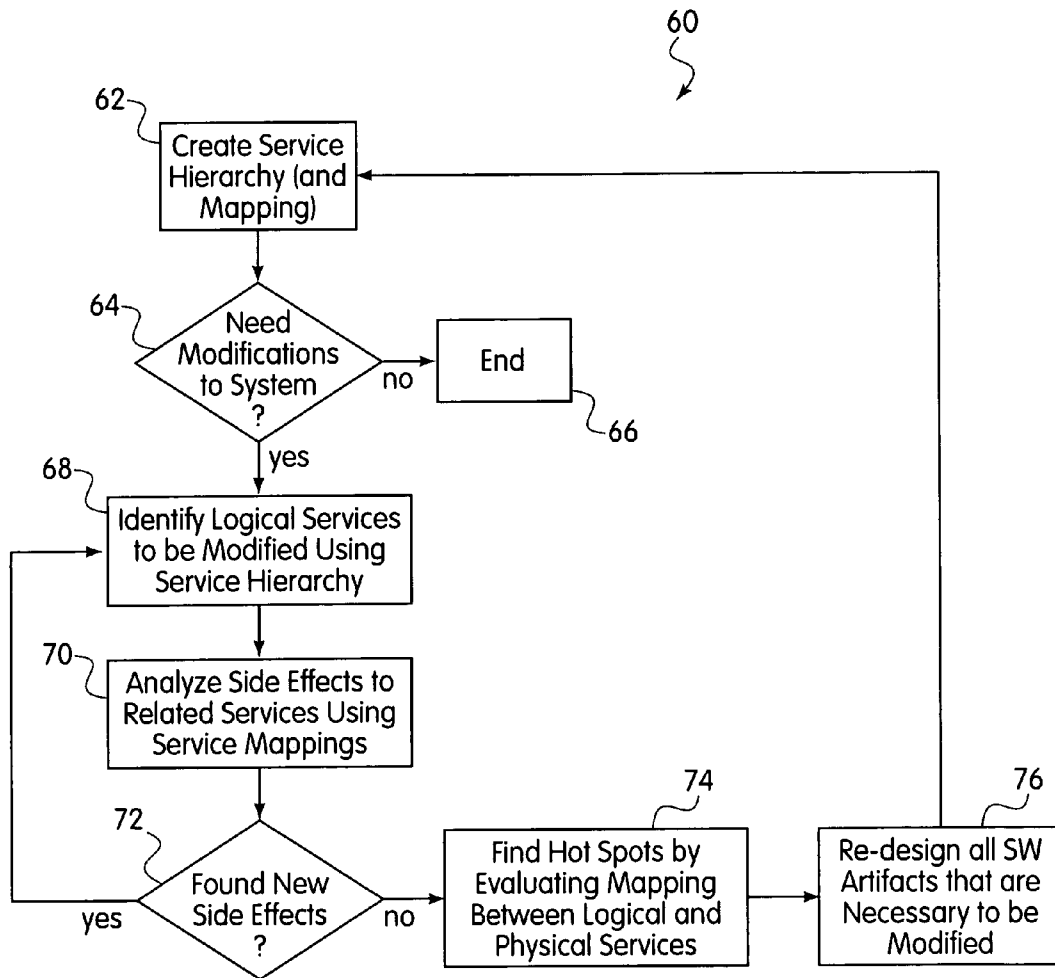 60
62
Create Service
Hierarchy (and
Mapping)
64
Need
Modifications
to System
?
no
End
66
yes
68
Identify Logical Services
to be Modified Using
Service Hierarchy
70
Analyze Side Effects to
Related Services Using
Service Mappings
72
Found New
Side Effects
?
yes
no
74
Find Hot Spots by
Evaluating Mapping
Between Logical and
Physical Services
76
Re-design all SW
Artifacts that are
Necessary to be
Modified